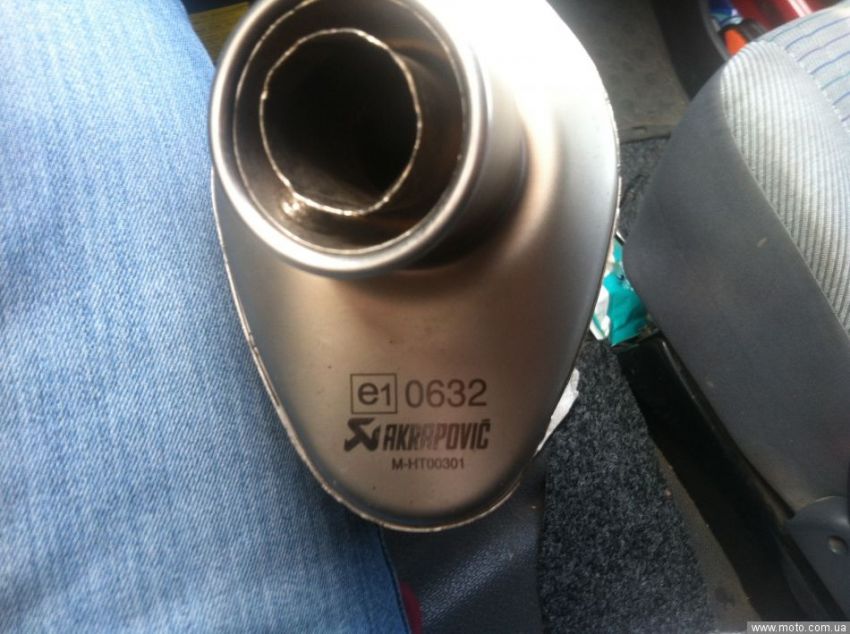 e1 0632
AKRAPOVIČ
M-HT00301
www.moto.com.ua